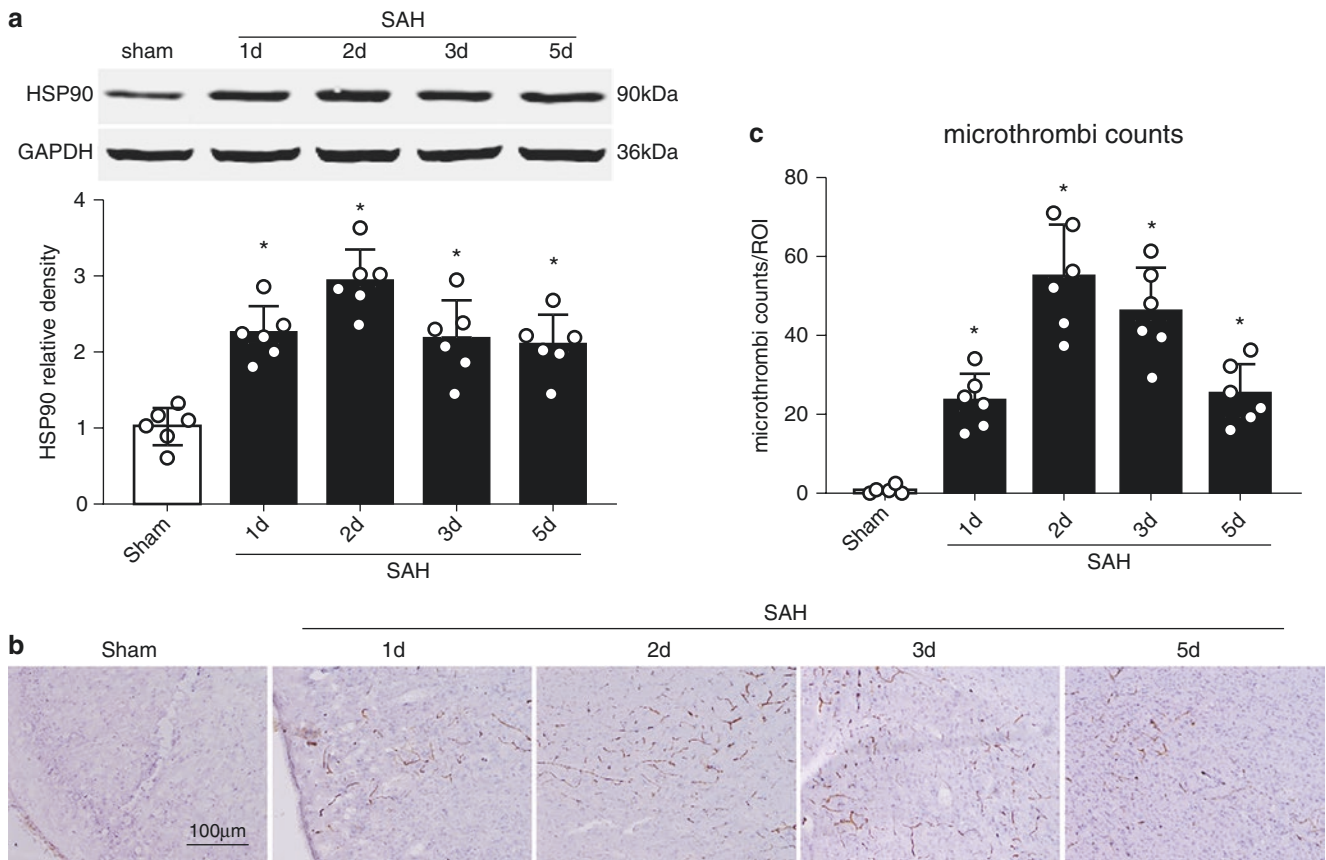 a
SAH
sham 1d 2d 3d 5d
HSP90 90kDa
GAPDH 36kDa
HSP90 relative density
4
3
2
1
0
* * * *
Sham 1d 2d 3d 5d
SAH
c microthrombi counts
microthrombi counts/ROI
80
60
40
20
0
* * * *
Sham 1d 2d 3d 5d
SAH
SAH
b Sham 1d 2d 3d 5d
100μm